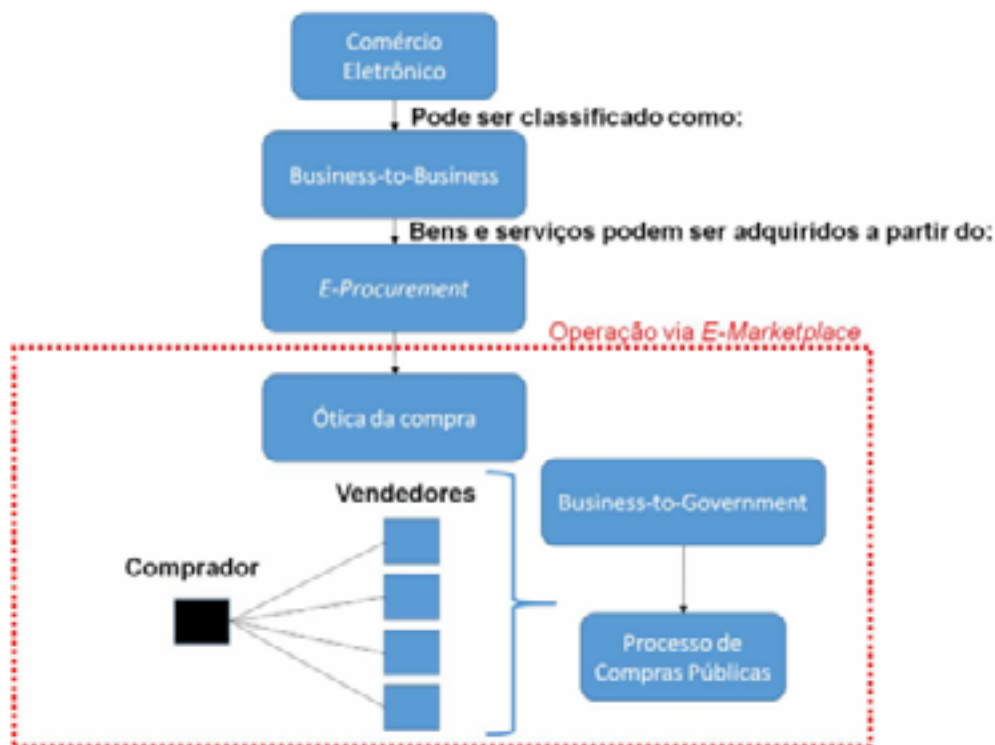 Comércio
Eletrônico
Pode ser classificado como:
Business-to-Business
Bens e serviços podem ser adquiridos a partir do:
E-Procurement
Operação via E-Marketplace
Ótica da compra
Vendedores
Business-to-Government
Comprador
Processo de
Compras Públicas